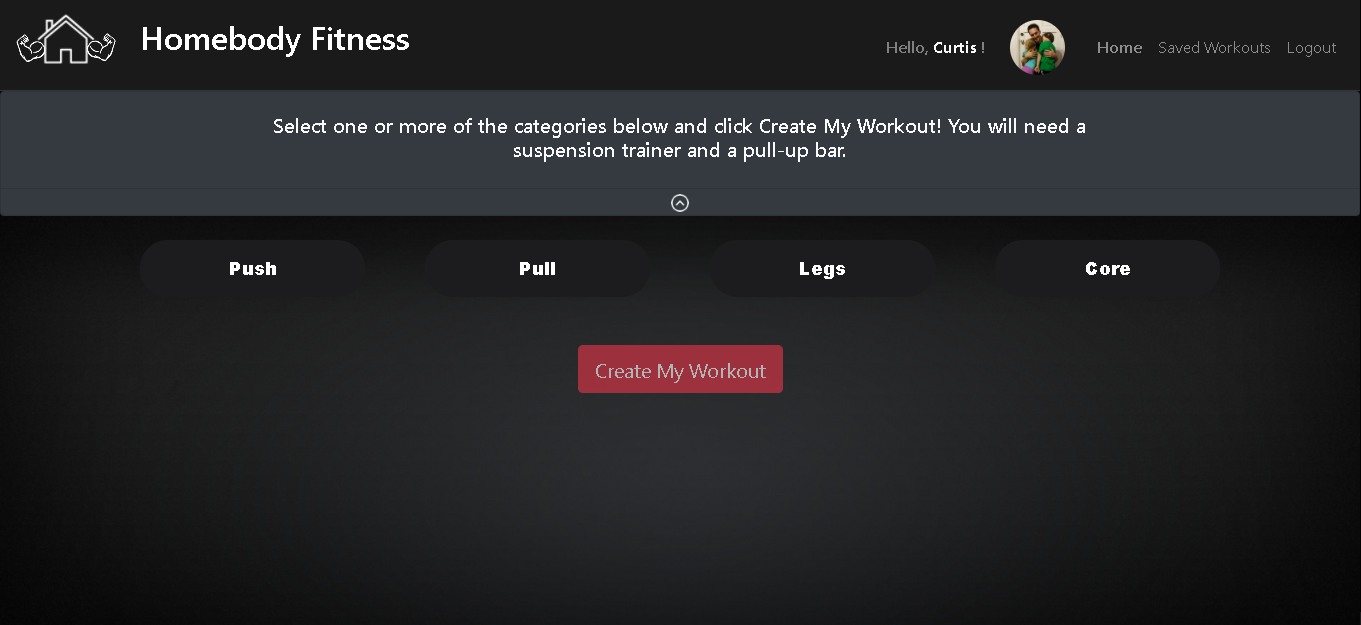 Homebody Fitness
Hello, Curtis !
Home
Saved Workouts
Logout
Select one or more of the categories below and click Create My Workout! You will need a
suspension trainer and a pull-up bar.
Push
Pull
Legs
Core
Create My Workout